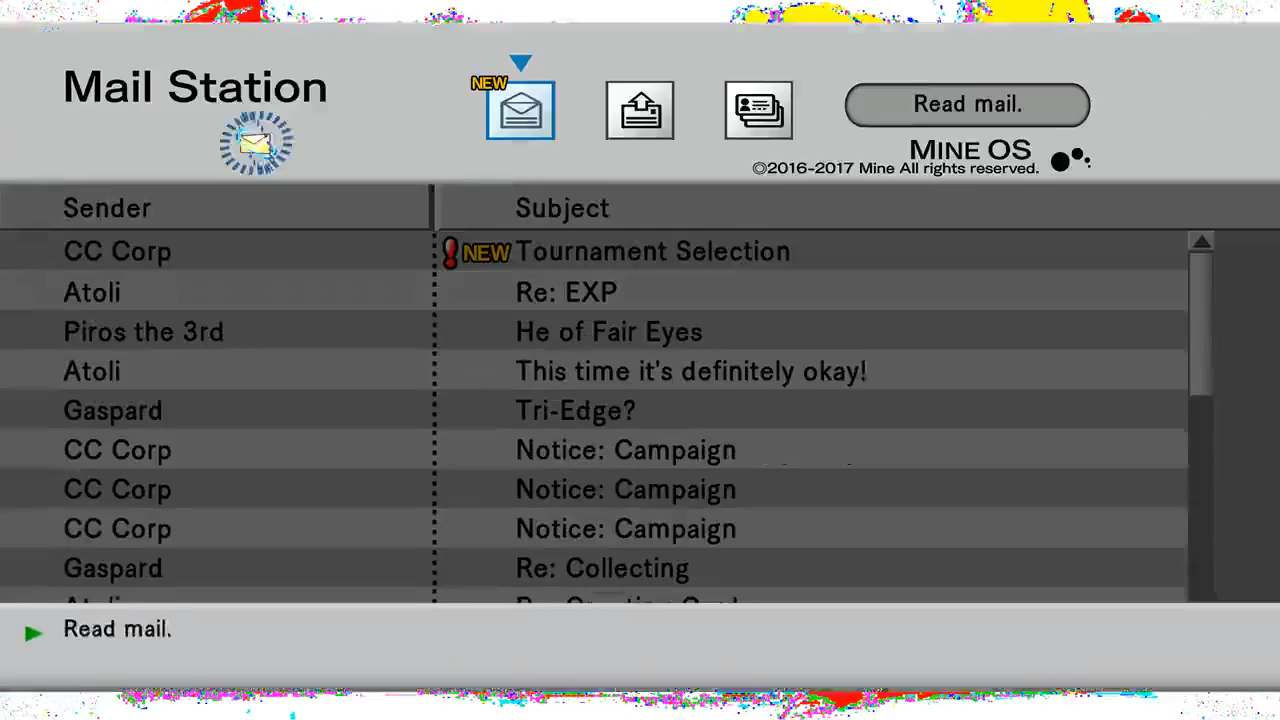 Mail Station
NEW
Read mail.
MINE OS
©2016-2017 Mine All rights reserved.
Sender Subject
CC Corp NEW Tournament Selection
Atoli Re: EXP
Piros the 3rd He of Fair Eyes
Atoli This time it's definitely okay!
Gaspard Tri-Edge?
CC Corp Notice: Campaign
CC Corp Notice: Campaign
CC Corp Notice: Campaign
Gaspard Re: Collecting
Read mail.